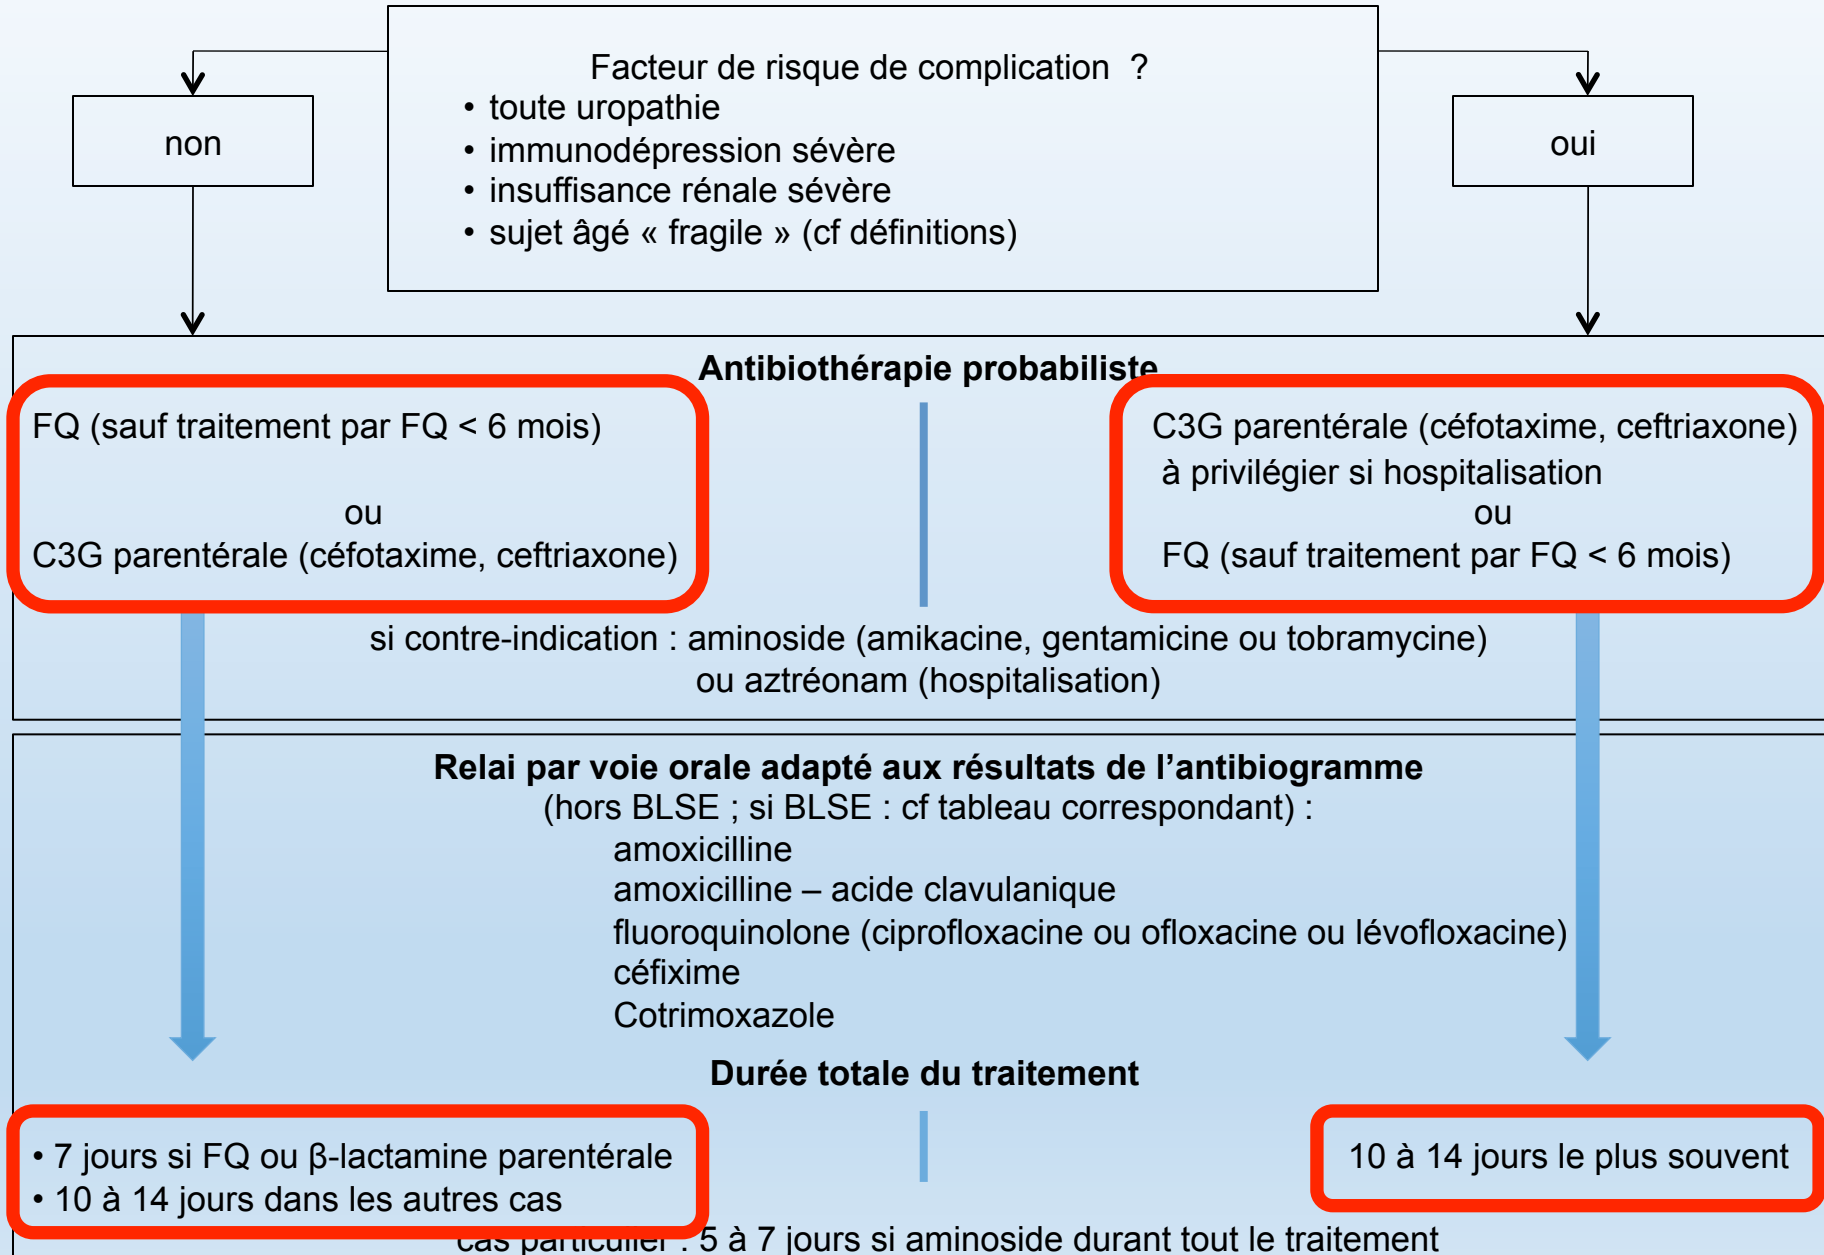 Facteur de risque de complication  ?
• toute uropathie
• immunodépression sévère
• insuffisance rénale sévère
• sujet âgé « fragile » (cf définitions)
non
oui
Antibiothérapie probabiliste
FQ (sauf traitement par FQ < 6 mois)
ou
C3G parentérale (céfotaxime, ceftriaxone)
C3G parentérale (céfotaxime, ceftriaxone)
à privilégier si hospitalisation
ou
FQ (sauf traitement par FQ < 6 mois)
si contre-indication : aminoside (amikacine, gentamicine ou tobramycine)
ou aztréonam (hospitalisation)
Relai par voie orale adapté aux résultats de l’antibiogramme
(hors BLSE ; si BLSE : cf tableau correspondant) :
amoxicilline
amoxicilline – acide clavulanique
fluoroquinolone (ciprofloxacine ou ofloxacine ou lévofloxacine)
céfixime
Cotrimoxazole
Durée totale du traitement
• 7 jours si FQ ou β-lactamine parentérale
• 10 à 14 jours dans les autres cas
10 à 14 jours le plus souvent
cas particulier : 5 à 7 jours si aminoside durant tout le traitement